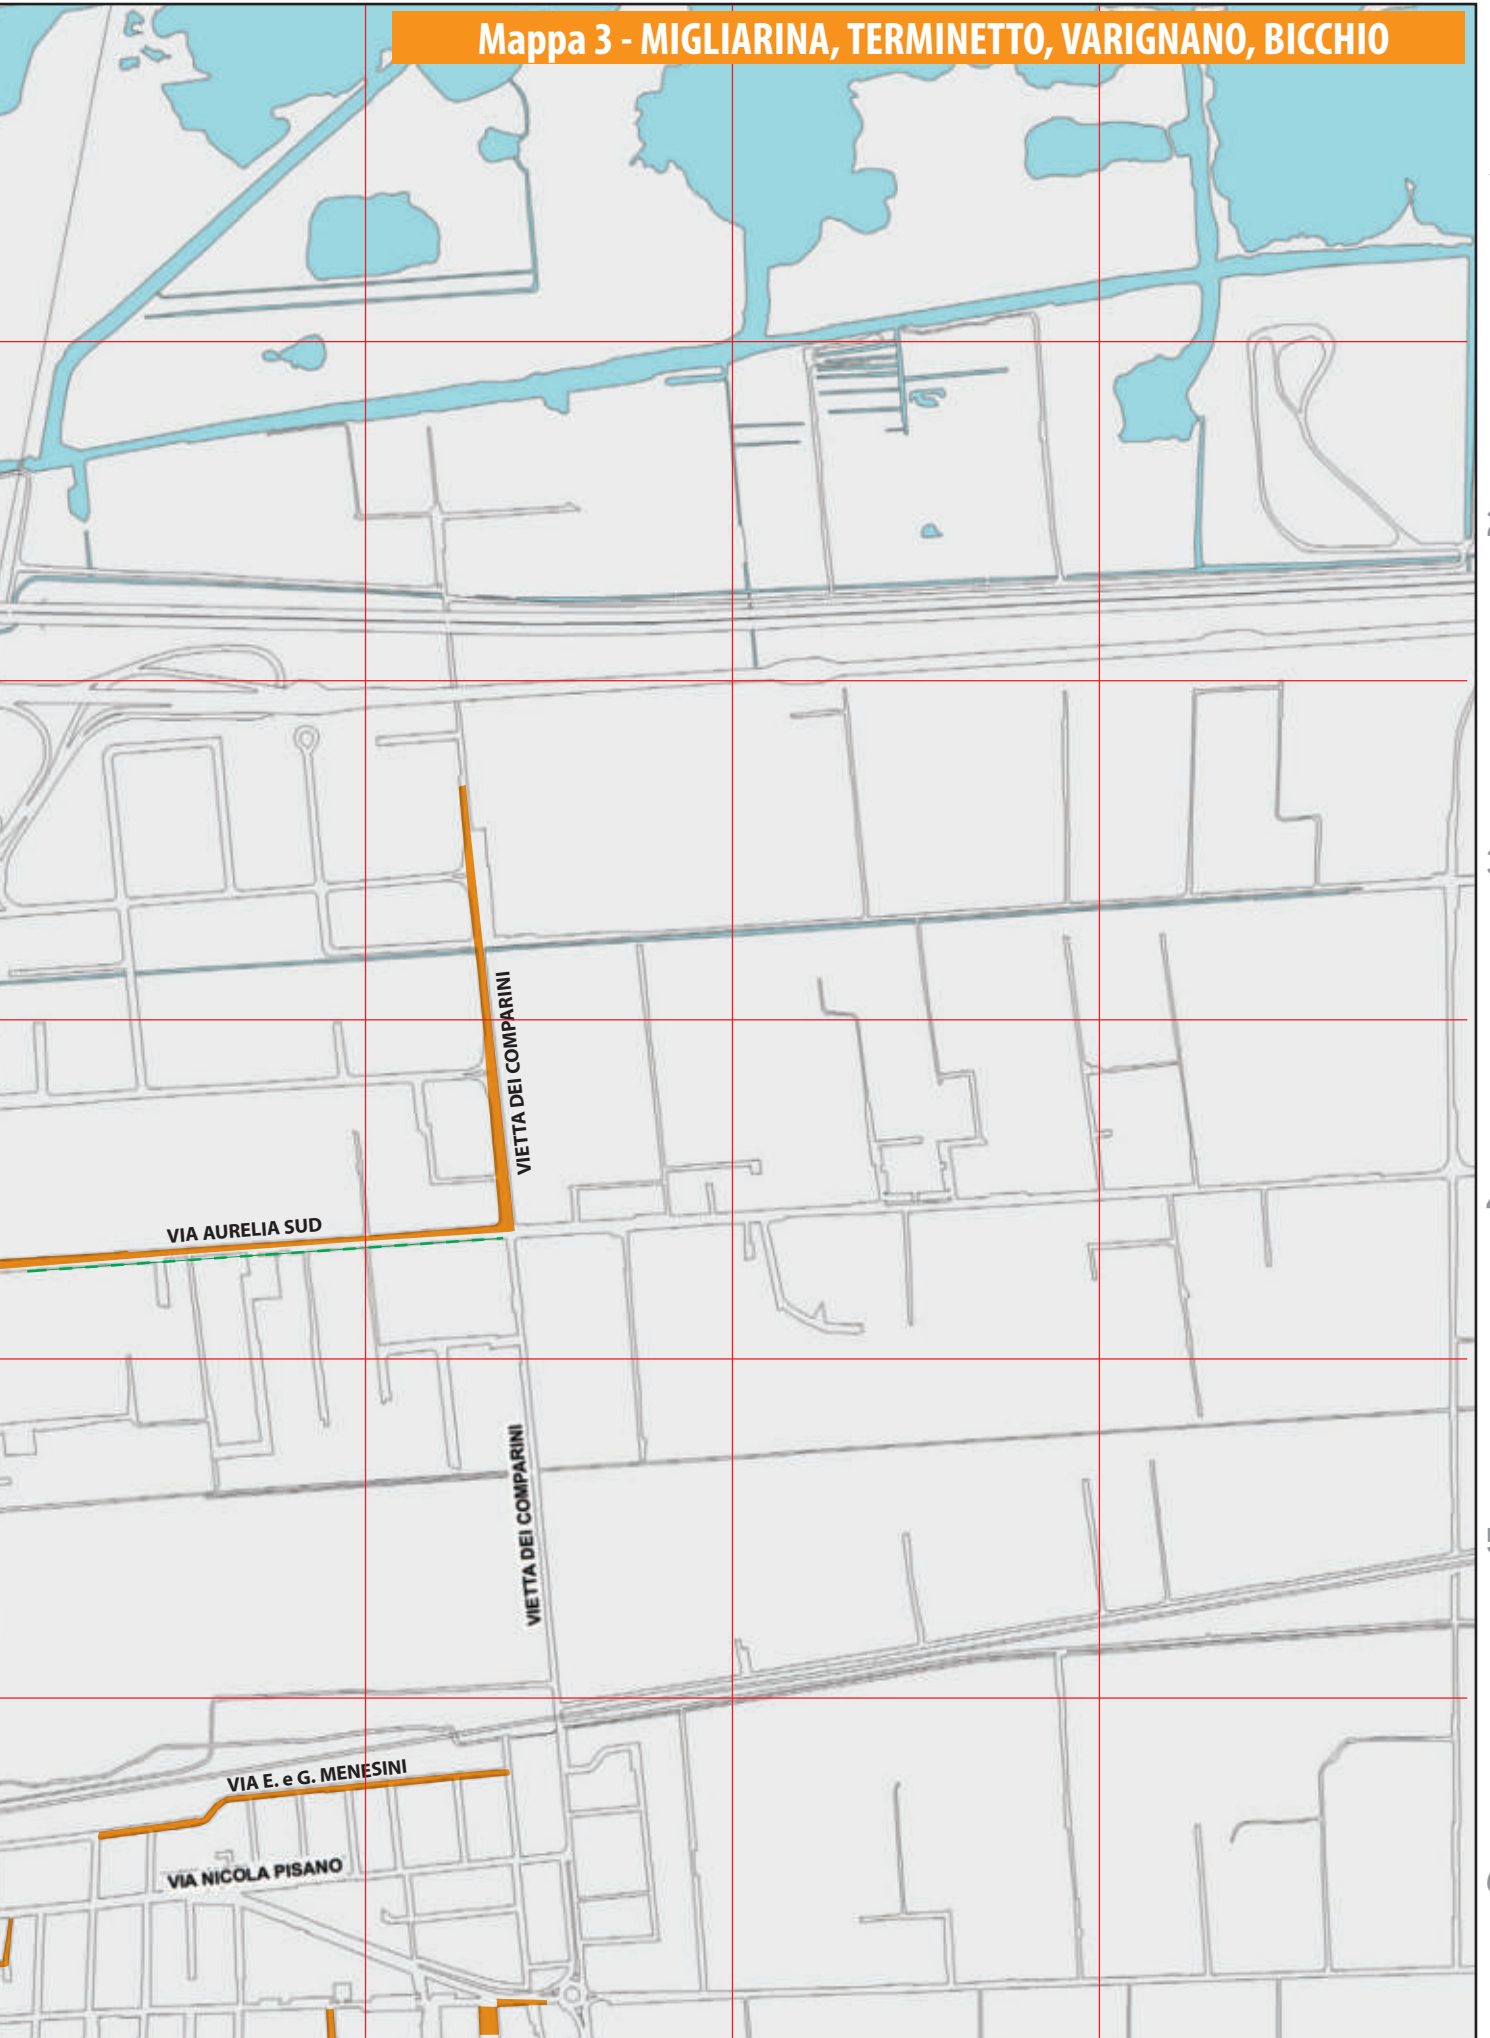 Mappa 3 - MIGLIARINA, TERMINETTO, VARIGNANO, BICCHIO
VIETTA DEI COMPARINI
VIA AURELIA SUD
VIETTA DEI COMPARINI
VIA E. e G. MENESINI
VIA NICOLA PISANO